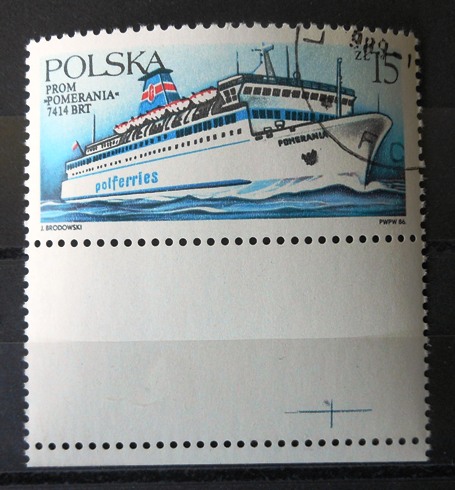 POLSKA
ZŁ 15
PROM
"POMERANIA"
7414 BRT
POMERANIA
polferries
J. BRODOWSKI
PWPW 86